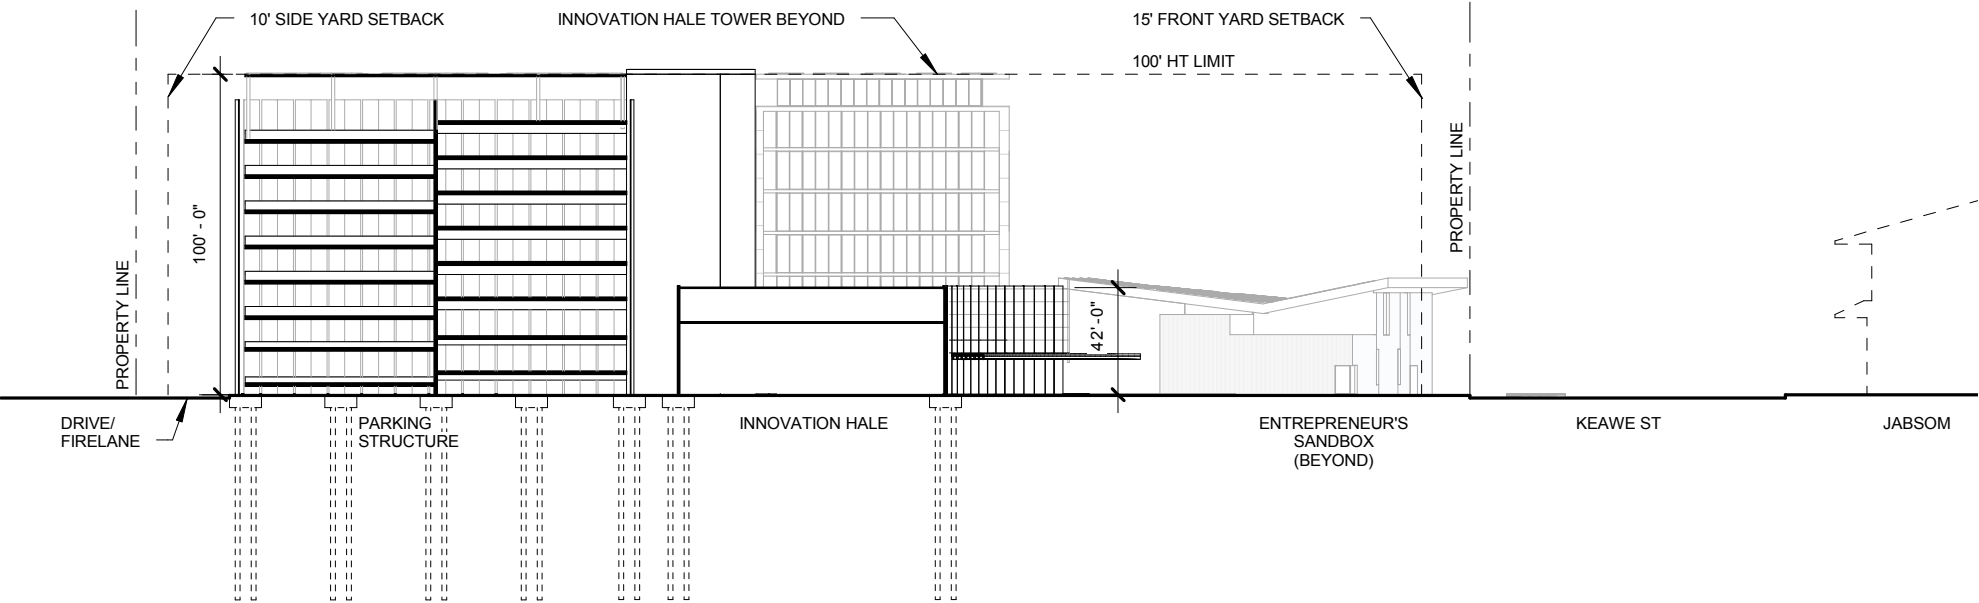 10' SIDE YARD SETBACK
INNOVATION HALE TOWER BEYOND
15' FRONT YARD SETBACK
100' HT LIMIT
PROPERTY LINE
100' - 0"
PROPERTY LINE
42' - 0"
DRIVE/
FIRELANE
PARKING
STRUCTURE
INNOVATION HALE
ENTREPRENEUR'S
SANDBOX
(BEYOND)
KEAWE ST
JABSOM